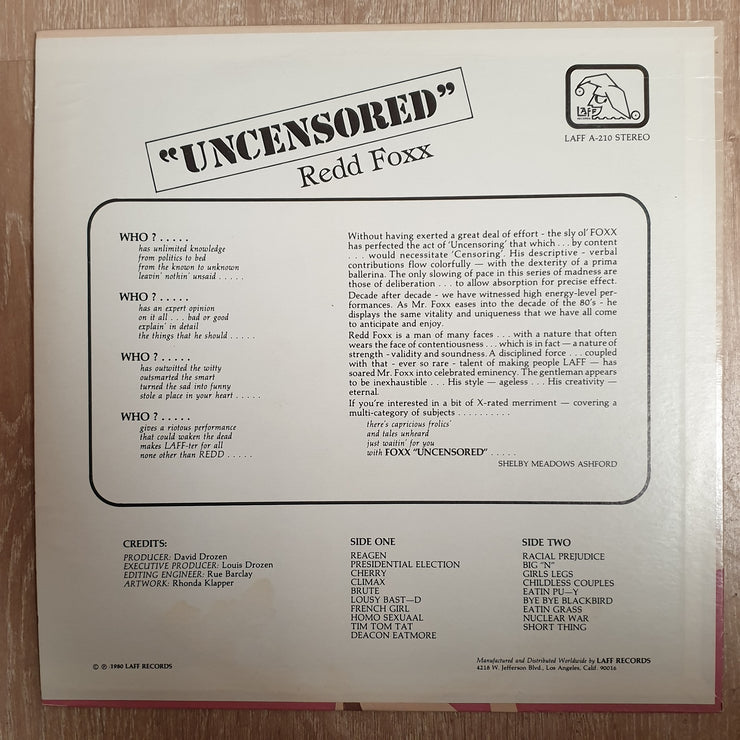 "UNCENSORED"
Redd Foxx
LAFF
LAFF A-210 STEREO
WHO ? . . . . .
has unlimited knowledge
from politics to bed
from the known to unknown
leavin' nothin' unsaid . . . . .
WHO ? . . . . .
has an expert opinion
on it all . . . bad or good
explain' in detail
the things that he should . . . . .
WHO ? . . . . .
has outwitted the witty
outsmarted the smart
turned the sad into funny
stole a place in your heart . . . . .
WHO ? . . . . .
gives a riotous performance
that could waken the dead
makes LAFF-ter for all
none other than REDD . . . . .
Without having exerted a great deal of effort - the sly ol' FOXX
has perfected the act of 'Uncensoring' that which . . . by content
. . . would necessitate 'Censoring'. His descriptive - verbal
contributions flow colorfully — with the dexterity of a prima
ballerina. The only slowing of pace in this series of madness are
those of deliberation . . . to allow absorption for precise effect.
Decade after decade - we have witnessed high energy-level per-
formances. As Mr. Foxx eases into the decade of the 80's - he
displays the same vitality and uniqueness that we have all come
to anticipate and enjoy.
Redd Foxx is a man of many faces . . . with a nature that often
wears the face of contentiousness . . . which is in fact — a nature of
strength - validity and soundness. A disciplined force . . . coupled
with that - ever so rare - talent of making people LAFF — has
soared Mr. Foxx into celebrated eminency. The gentleman appears
to be inexhaustible . . . His style — ageless . . . His creativity —
eternal.
If you're interested in a bit of X-rated merriment — covering a
multi-category of subjects . . . . . . . . . .
there's capricious frolics'
and tales unheard
just waitin' for you
with FOXX "UNCENSORED" . . . . .
SHELBY MEADOWS ASHFORD
CREDITS:
PRODUCER: David Drozen
EXECUTIVE PRODUCER: Louis Drozen
EDITING ENGINEER: Rue Barclay
ARTWORK: Rhonda Klapper
SIDE ONE
REAGEN
PRESIDENTIAL ELECTION
CHERRY
CLIMAX
BRUTE
LOUSY BAST—D
FRENCH GIRL
HOMO SEXUAAL
TIM TOM TAT
DEACON EATMORE
SIDE TWO
RACIAL PREJUDICE
BIG "N"
GIRLS LEGS
CHILDLESS COUPLES
EATIN PU—Y
BYE BYE BLACKBIRD
EATIN GRASS
NUCLEAR WAR
SHORT THING
© ℗ 1980 LAFF RECORDS
Manufactured and Distributed Worldwide by LAFF RECORDS
4218 W. Jefferson Blvd., Los Angeles, Calif. 90016